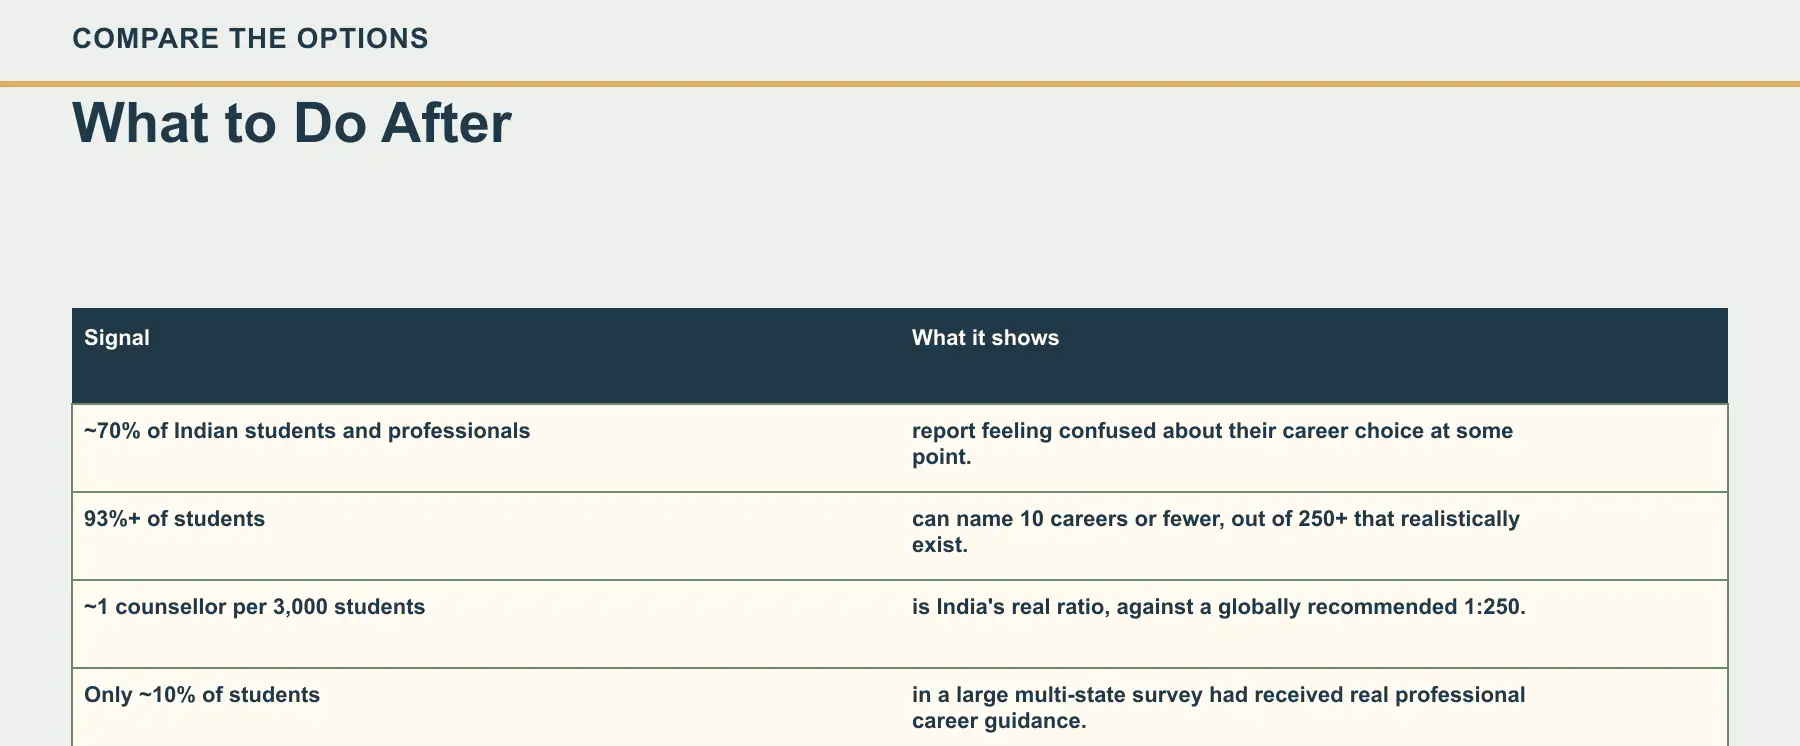 COMPARE THE OPTIONS
What to Do After
Signal
What it shows
~70% of Indian students and professionals
report feeling confused about their career choice at some
point.
93%+ of students
can name 10 careers or fewer, out of 250+ that realistically
exist.
~1 counsellor per 3,000 students
is India's real ratio, against a globally recommended 1:250.
Only ~10% of students
in a large multi-state survey had received real professional
career guidance.